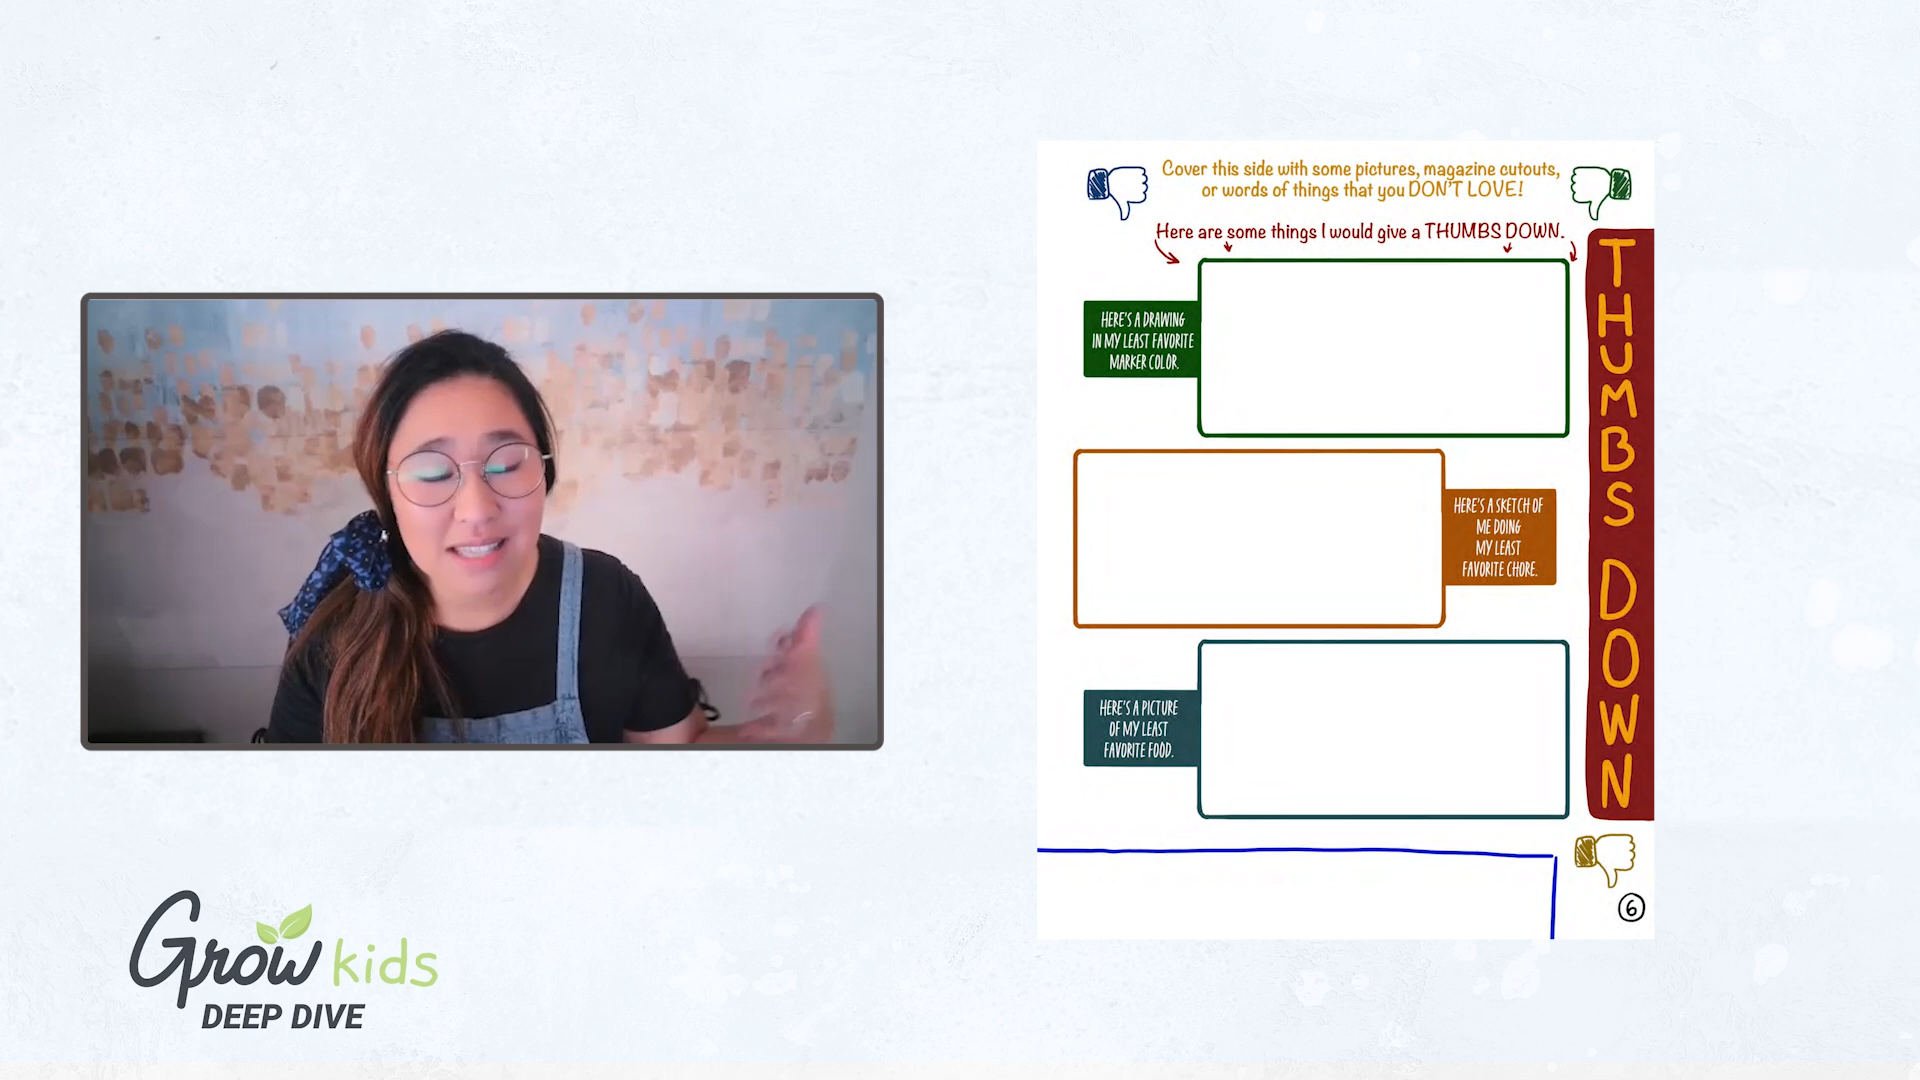 Cover this side with some pictures, magazine cutouts,
or words of things that you DON'T LOVE!
Here are some things I would give a THUMBS DOWN.
HERE'S A DRAWING
IN MY LEAST FAVORITE
MARKER COLOR.
HERE'S A SKETCH OF
ME DOING
MY LEAST
FAVORITE CHORE.
HERE'S A PICTURE
OF MY LEAST
FAVORITE FOOD.
THUMBS DOWN
6
Grow kids
DEEP DIVE